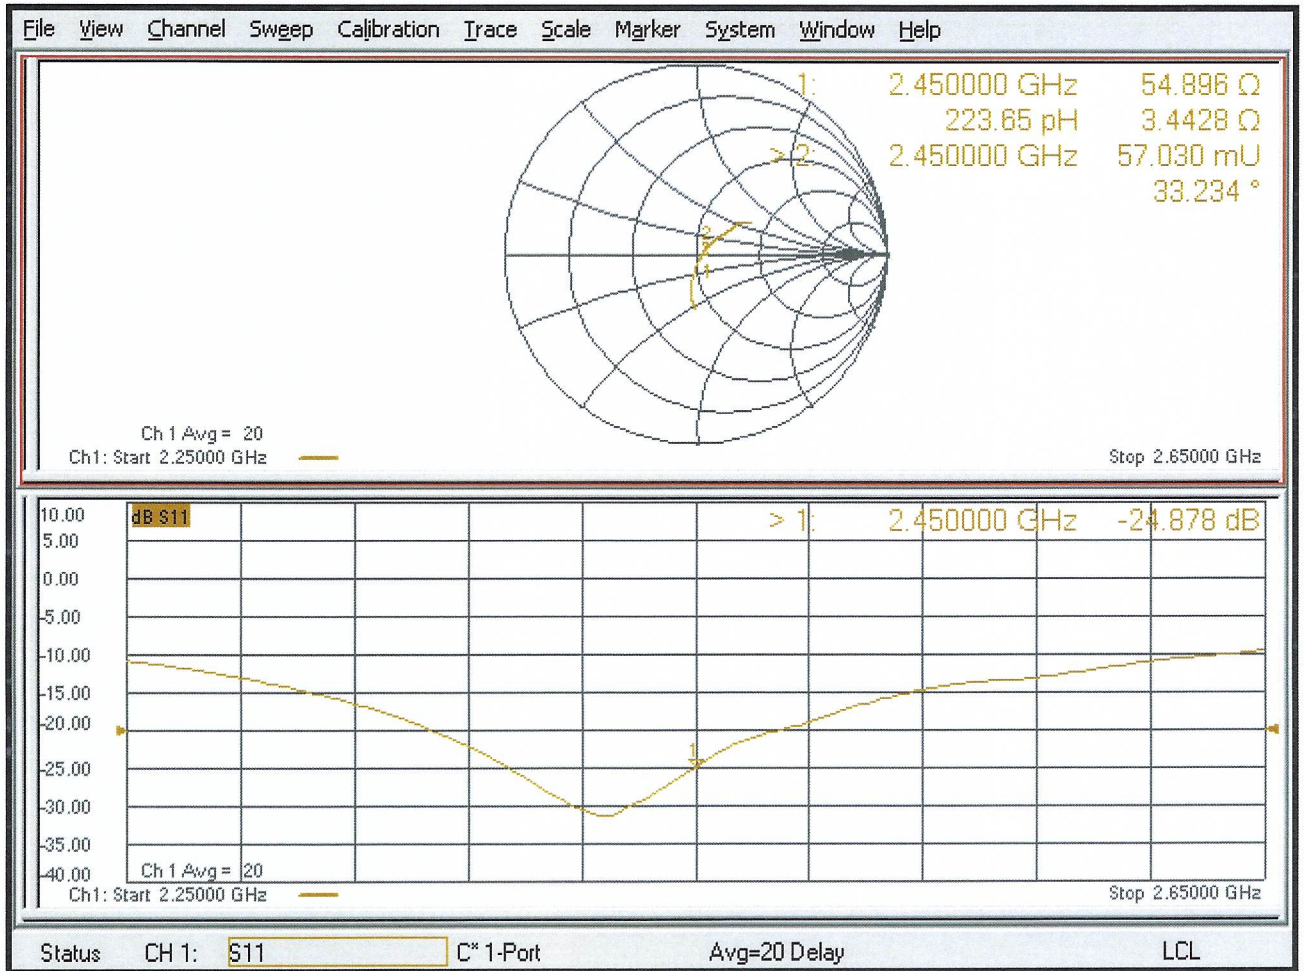 File View Channel Sweep Calibration Trace Scale Marker System Window Help
1: 2.450000 GHz 54.896 Ω
223.65 pH 3.4428 Ω
> 2: 2.450000 GHz 57.030 mU
33.234 °
2
1
Ch 1 Avg = 20
Ch1: Start 2.25000 GHz
Stop 2.65000 GHz
10.00 dB S11 > 1: 2.450000 GHz -24.878 dB
5.00
0.00
-5.00
-10.00
-15.00
-20.00
1
-25.00
-30.00
-35.00
-40.00 Ch 1 Avg = 20
Ch1: Start 2.25000 GHz
Stop 2.65000 GHz
Status CH 1: S11 C* 1-Port Avg=20 Delay LCL